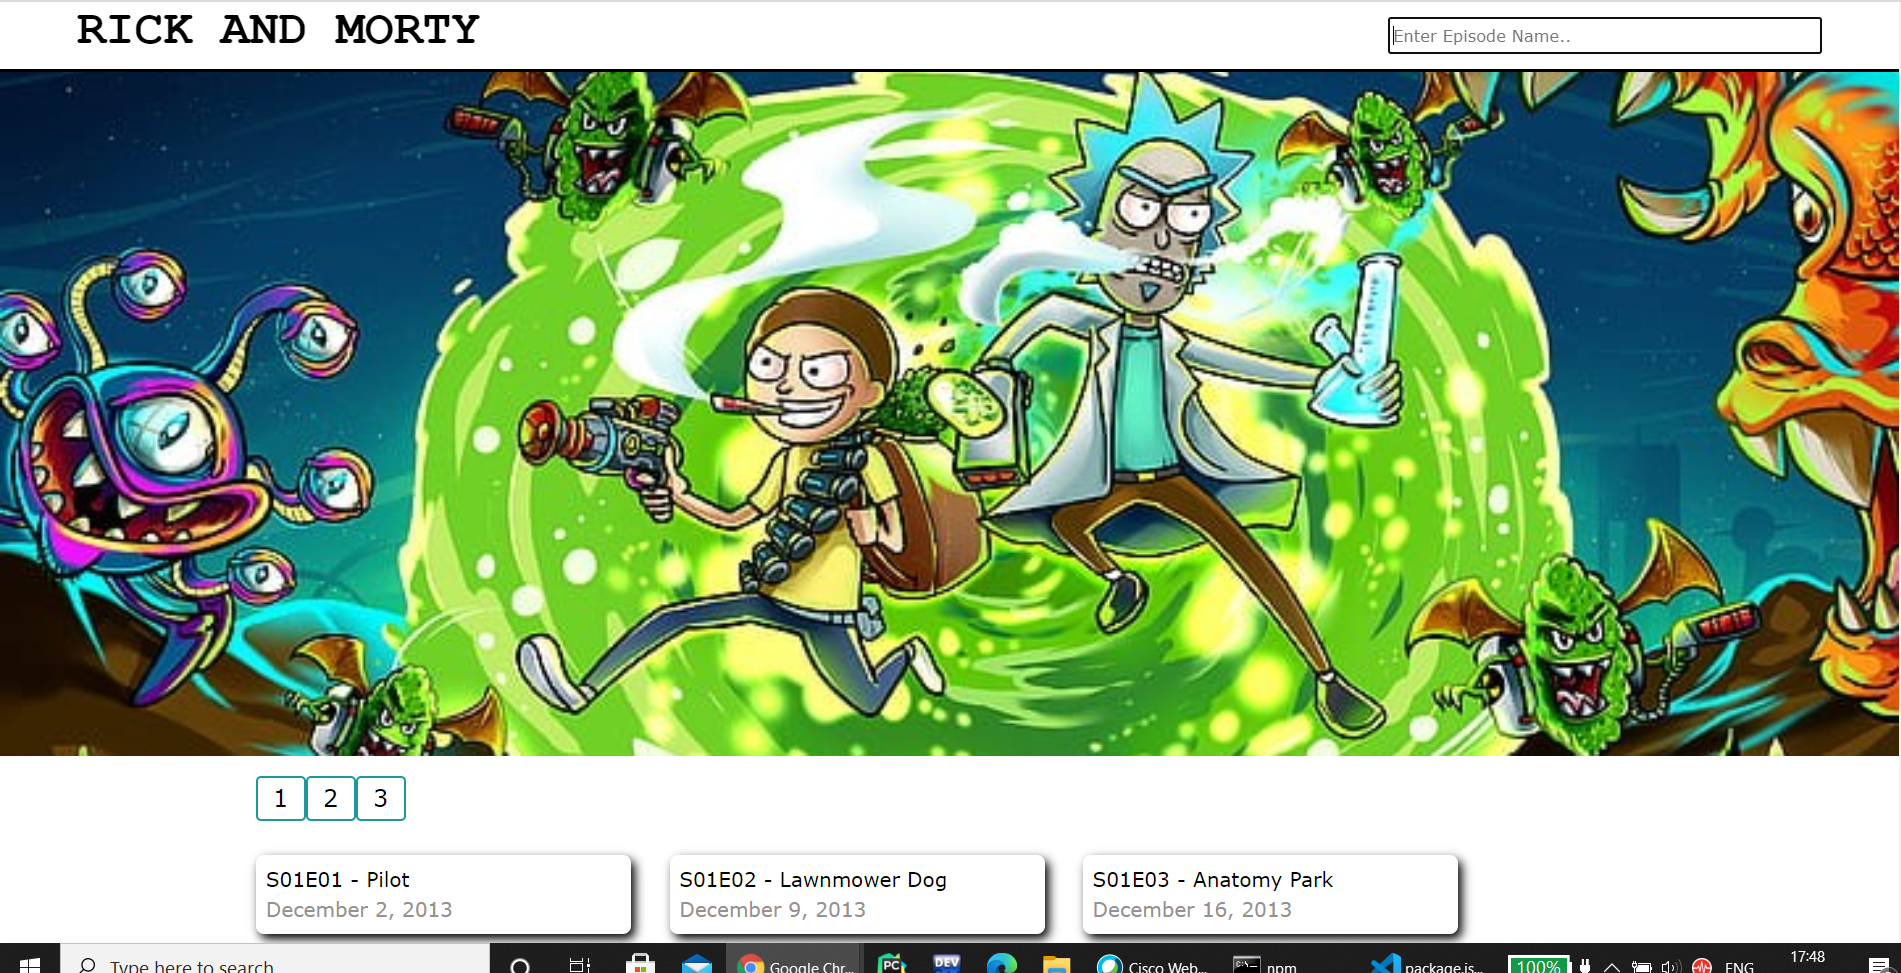 RICK AND MORTY
Enter Episode Name..
1 2 3
S01E01 - Pilot
December 2, 2013
S01E02 - Lawnmower Dog
December 9, 2013
S01E03 - Anatomy Park
December 16, 2013
Type here to search
Google Chr...
PC
DEV
Cisco Web...
C:\
npm
package.js...
100%
ENG
17:48